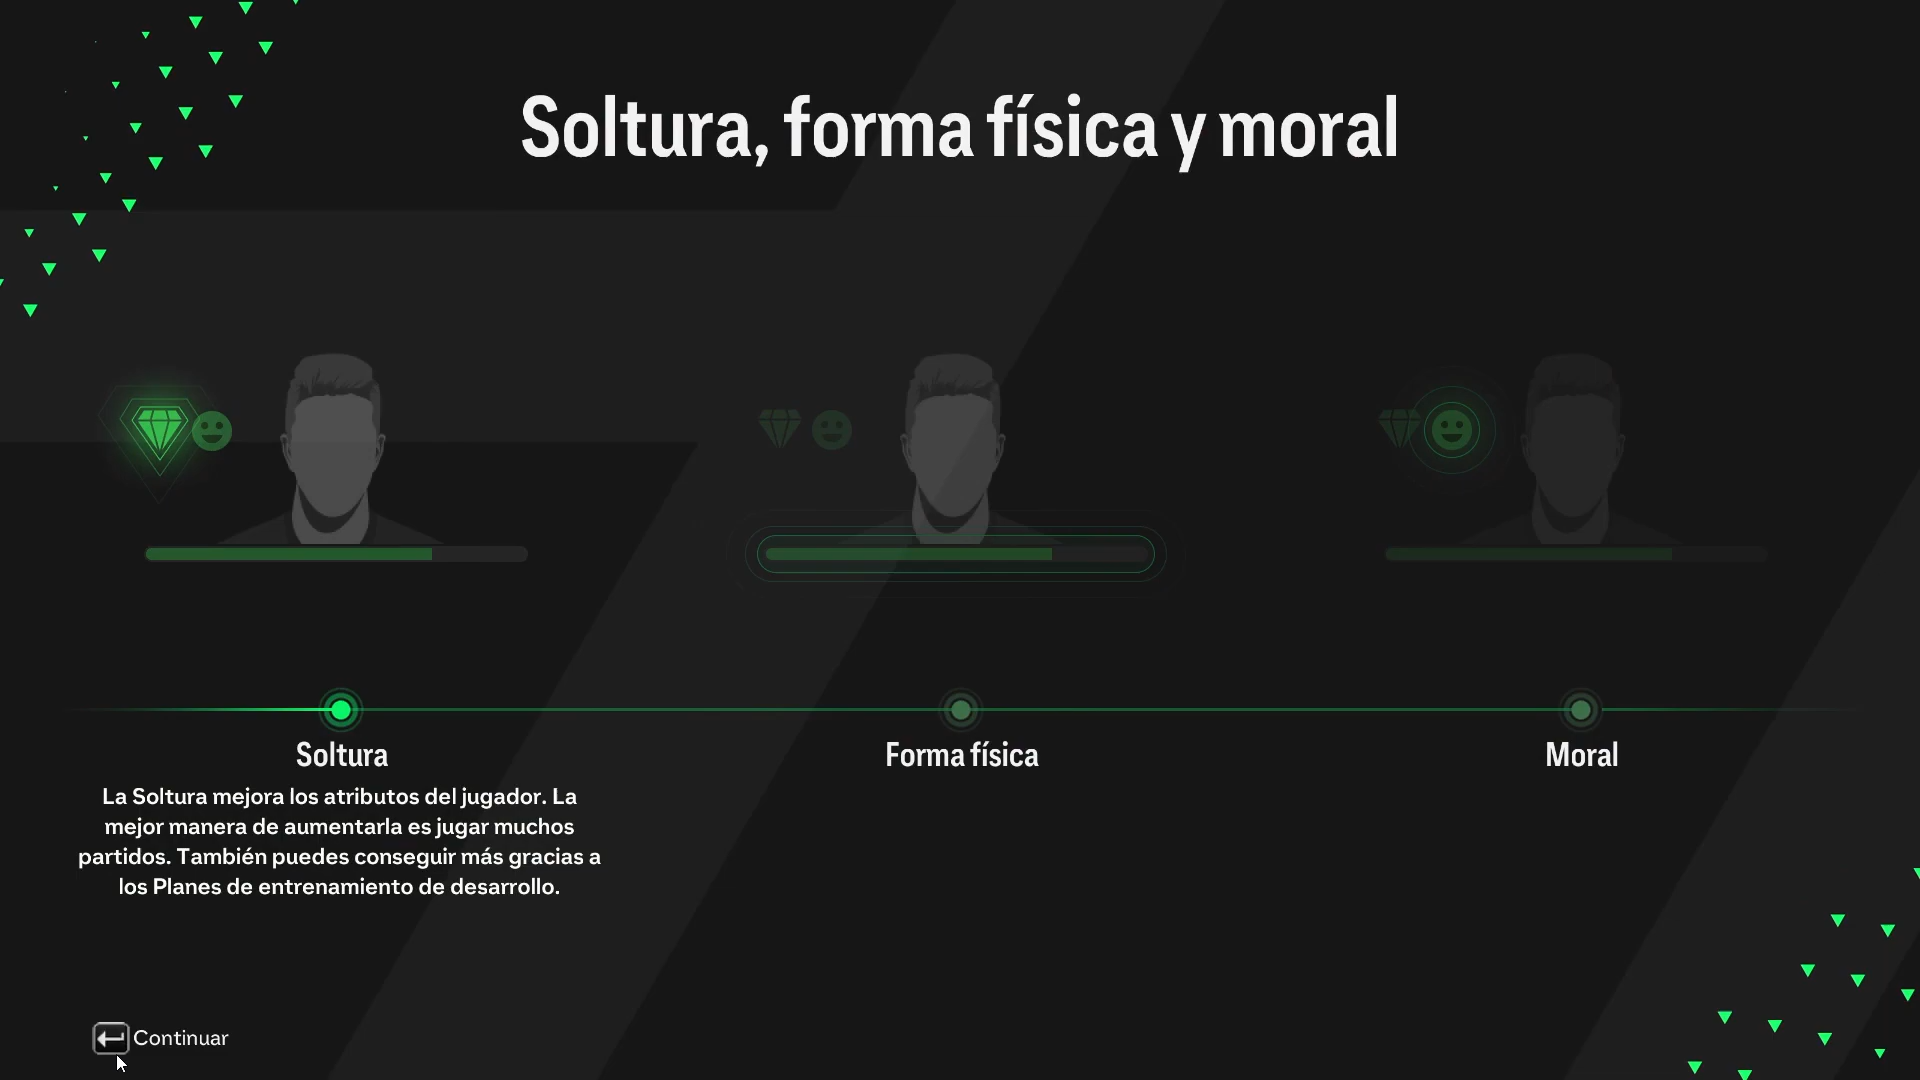 Soltura, forma física y moral
Soltura
La Soltura mejora los atributos del jugador. La
mejor manera de aumentarla es jugar muchos
partidos. También puedes conseguir más gracias a
los Planes de entrenamiento de desarrollo.
Forma física
Moral
Continuar